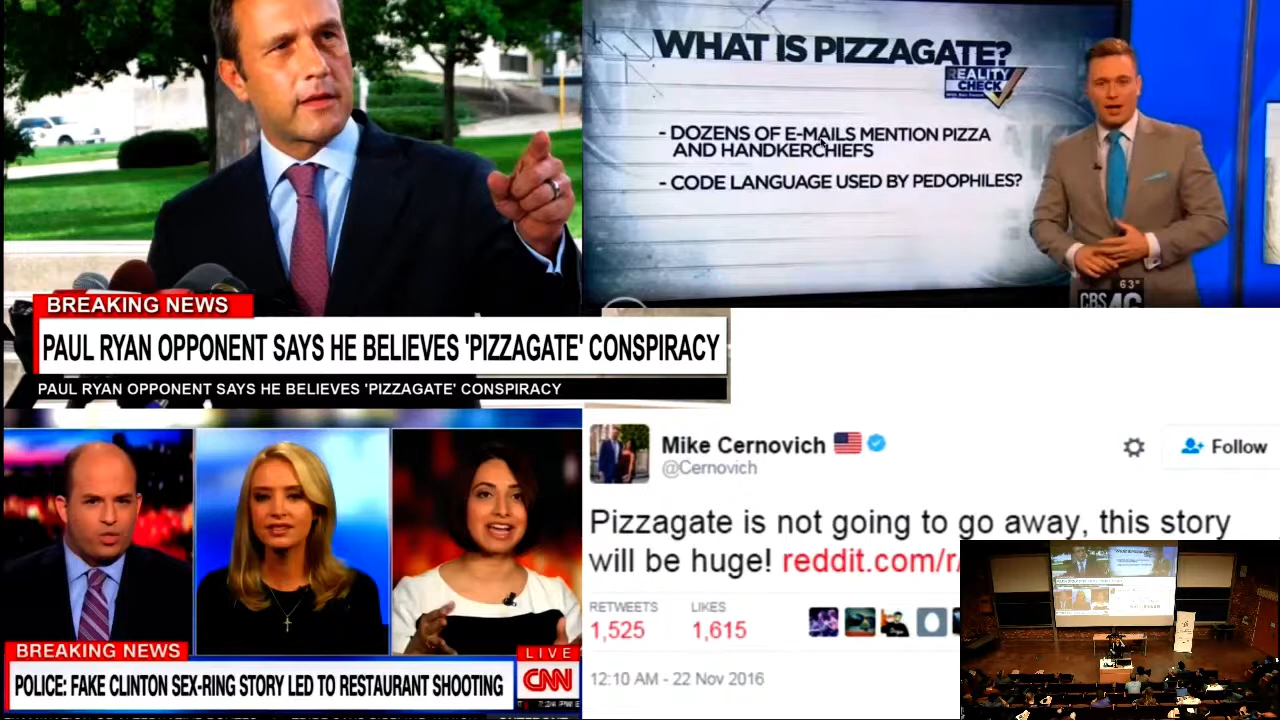 WHAT IS PIZZAGATE?
REALITY
CHECK
- DOZENS OF E-MAILS MENTION PIZZA
AND HANDKERCHIEFS
- CODE LANGUAGE USED BY PEDOPHILES?
63°
CBS46
BREAKING NEWS
PAUL RYAN OPPONENT SAYS HE BELIEVES 'PIZZAGATE' CONSPIRACY
PAUL RYAN OPPONENT SAYS HE BELIEVES 'PIZZAGATE' CONSPIRACY
BREAKING NEWS
LIVE
POLICE: FAKE CLINTON SEX-RING STORY LED TO RESTAURANT SHOOTING
CNN
Mike Cernovich
@Cernovich
Follow
Pizzagate is not going to go away, this story
will be huge! reddit.com/r/
RETWEETS LIKES
1,525 1,615
12:10 AM - 22 Nov 2016
WHAT IS PIZZAGATE?